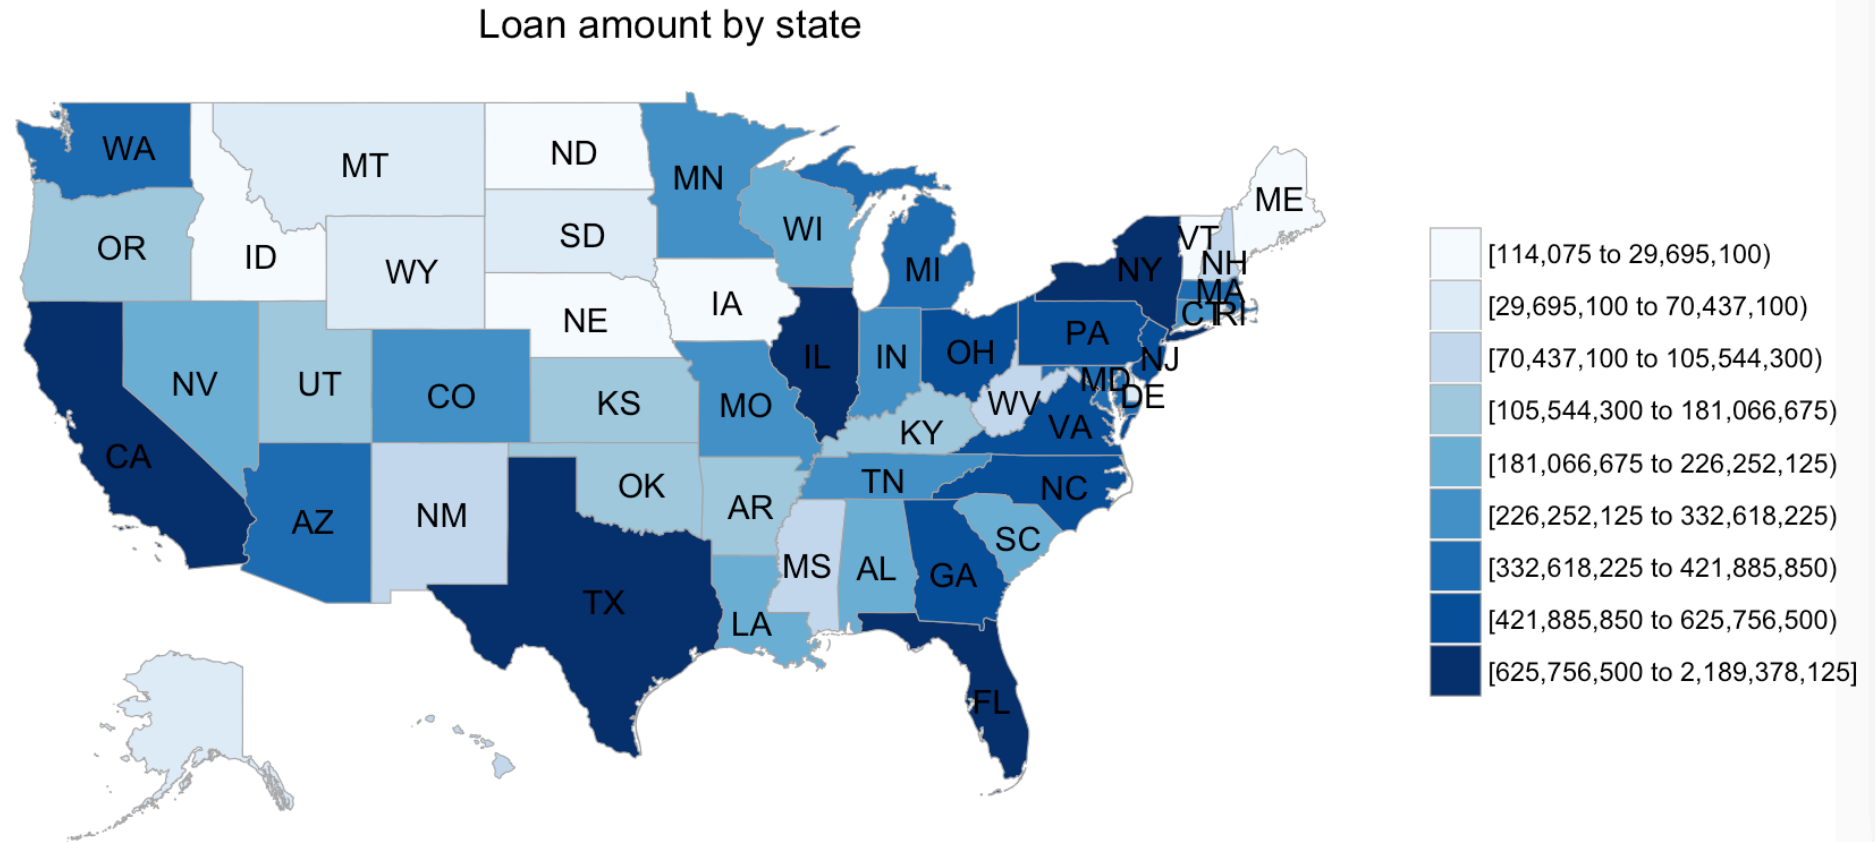 Loan amount by state
WA
MT
ND
MN
ME
OR
ID
WY
SD
WI
MI
NY
VT
NH
MA
CT
RI
NE
IA
PA
NJ
NV
UT
CO
KS
MO
IL
IN
OH
MD
DE
WV
VA
KY
CA
AZ
NM
OK
AR
TN
NC
SC
TX
LA
MS
AL
GA
FL
[114,075 to 29,695,100)
[29,695,100 to 70,437,100)
[70,437,100 to 105,544,300)
[105,544,300 to 181,066,675)
[181,066,675 to 226,252,125)
[226,252,125 to 332,618,225)
[332,618,225 to 421,885,850)
[421,885,850 to 625,756,500)
[625,756,500 to 2,189,378,125]